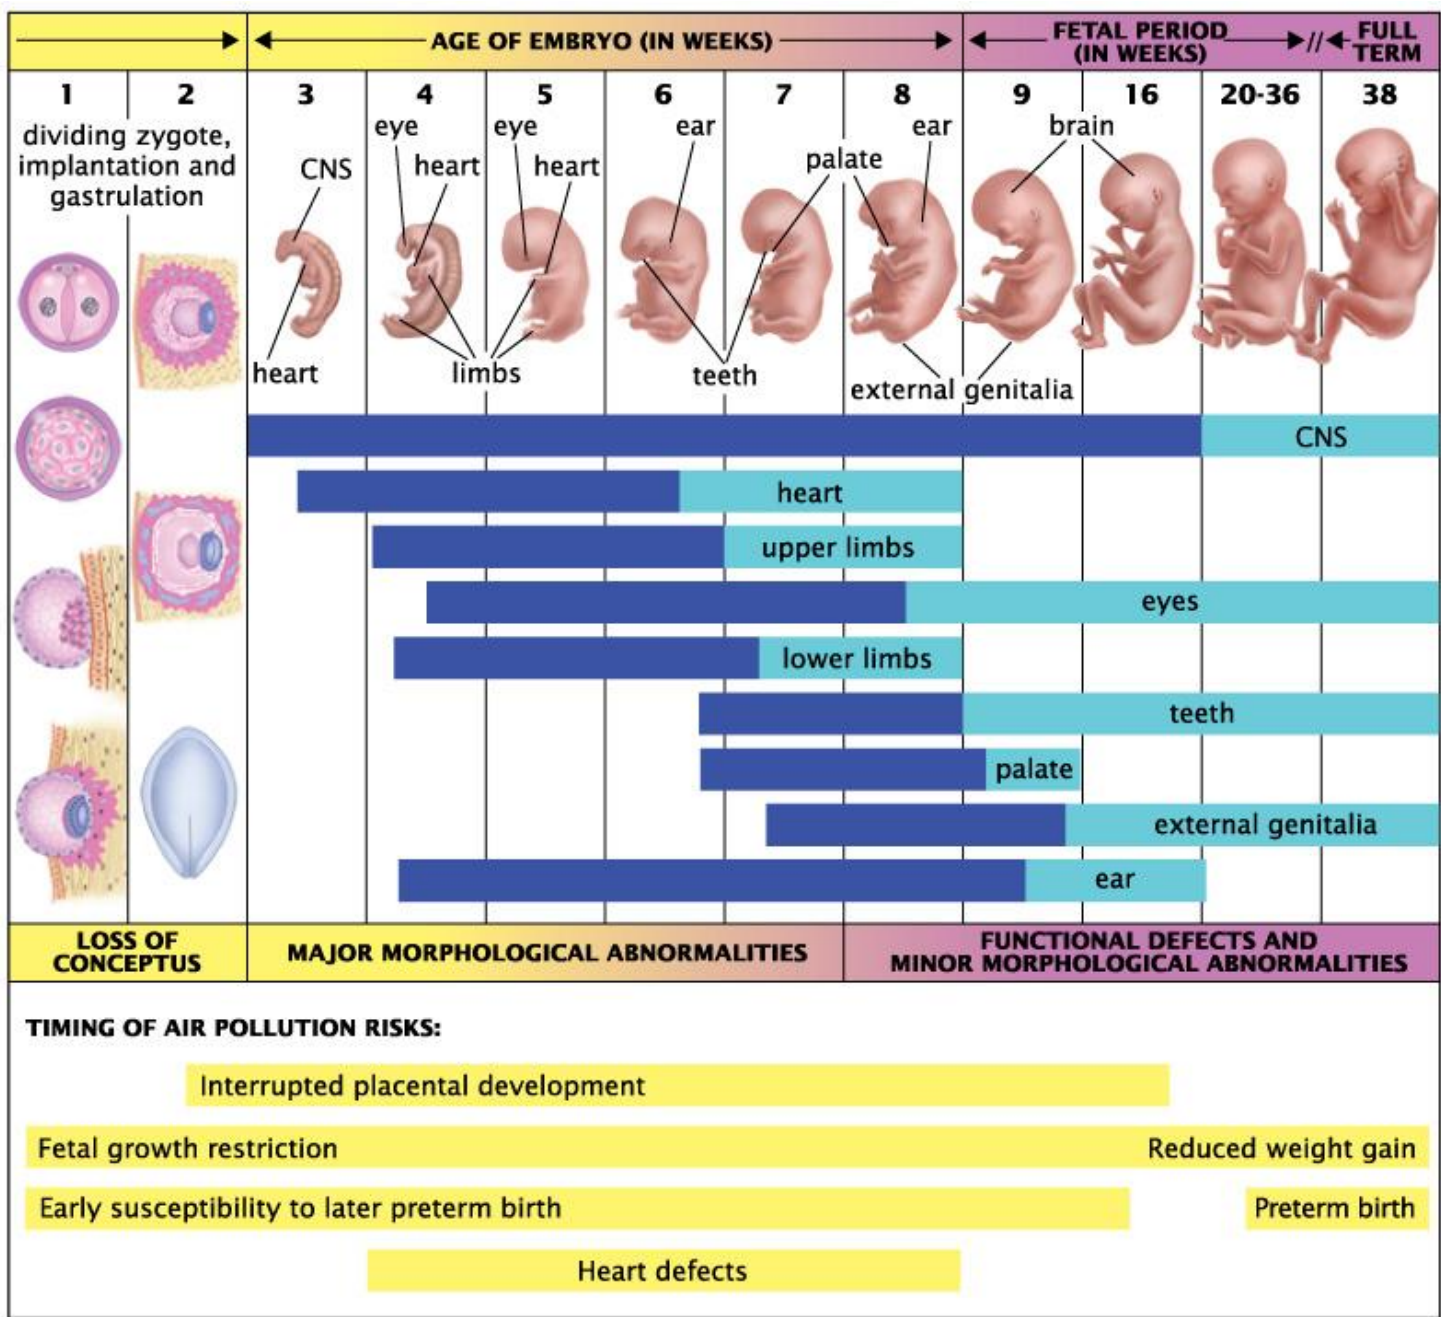 AGE OF EMBRYO (IN WEEKS)
FETAL PERIOD
(IN WEEKS)
//
FULL
TERM
1
2
3
4
5
6
7
8
9
16
20-36
38
dividing zygote,
implantation and
gastrulation
CNS
heart
eye
heart
eye
heart
limbs
ear
palate
teeth
ear
external genitalia
brain
CNS
heart
upper limbs
eyes
lower limbs
teeth
palate
external genitalia
ear
LOSS OF
CONCEPTUS
MAJOR MORPHOLOGICAL ABNORMALITIES
FUNCTIONAL DEFECTS AND
MINOR MORPHOLOGICAL ABNORMALITIES
TIMING OF AIR POLLUTION RISKS:
Interrupted placental development
Fetal growth restriction
Reduced weight gain
Early susceptibility to later preterm birth
Preterm birth
Heart defects